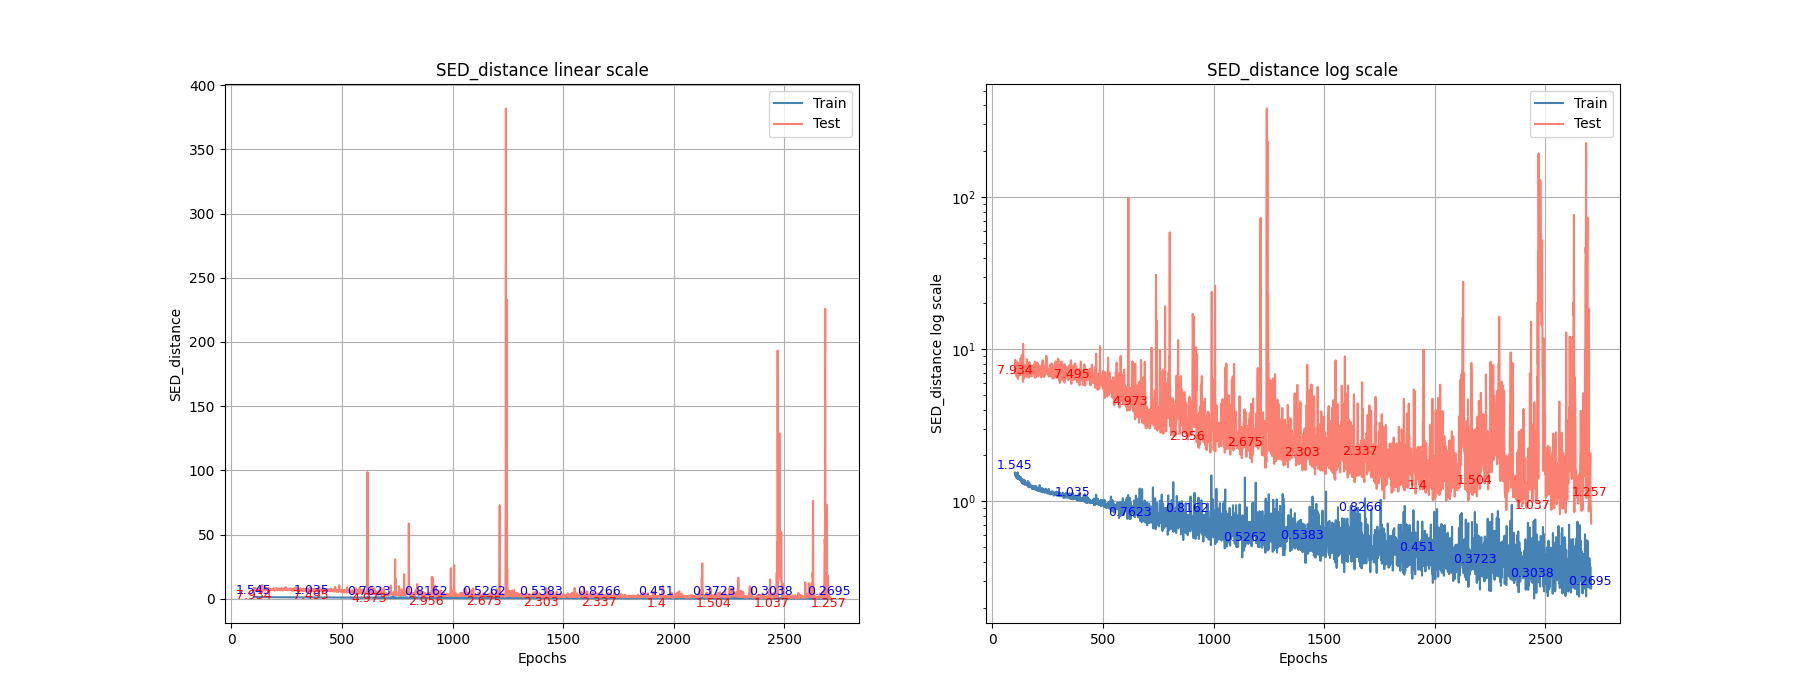 SED_distance linear scale
400
350
300
250
200
150
100
50
0
SED_distance
Train
Test
1.545 1.035 0.7623 0.8162 0.5262 0.5383 0.8266 0.451 0.3723 0.3038 0.2695
7.934 7.495 4.973 2.956 2.675 2.303 2.337 1.4 1.504 1.037 1.257
0 500 1000 1500 2000 2500
Epochs
SED_distance log scale
10²
10¹
10⁰
SED_distance log scale
Train
Test
7.934 7.495 4.973 2.956 2.675 2.303 2.337 1.4 1.504 1.037 1.257
1.545 1.035 0.7623 0.8162 0.5262 0.5383 0.8266 0.451 0.3723 0.3038 0.2695
0 500 1000 1500 2000 2500
Epochs